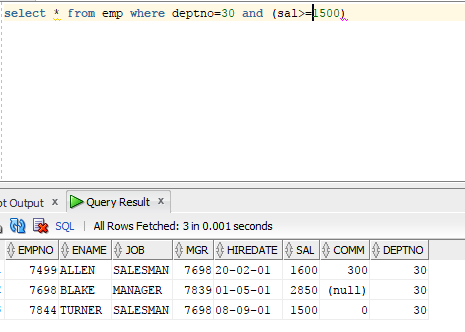 select * from emp where deptno=30 and (sal>=1500)
Output x Query Result x
SQL | All Rows Fetched: 3 in 0.001 seconds
EMPNO ENAME JOB MGR HIREDATE SAL COMM DEPTNO
7499 ALLEN SALESMAN 7698 20-02-01 1600 300 30
7698 BLAKE MANAGER 7839 01-05-01 2850 (null) 30
7844 TURNER SALESMAN 7698 08-09-01 1500 0 30